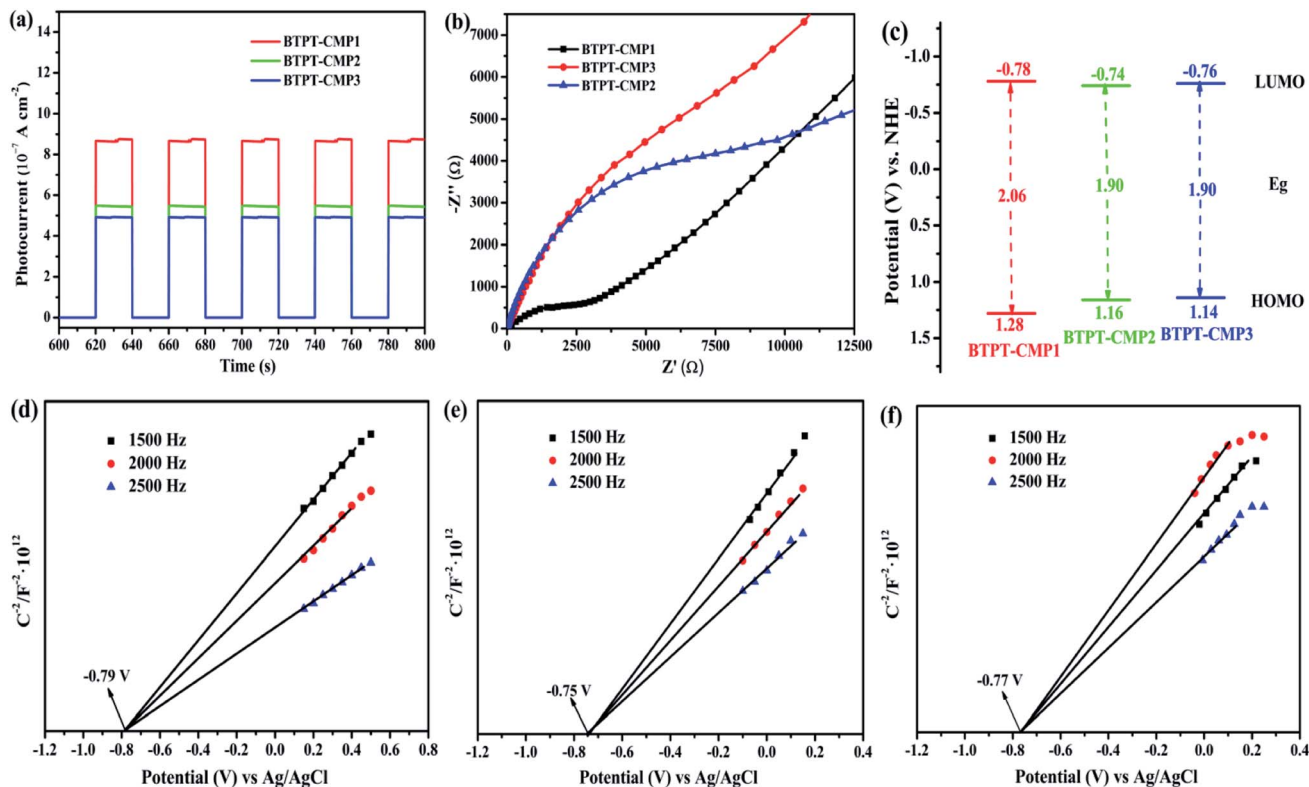 (a)
15
14
12
10
8
6
4
2
0
Photocurrent (10⁻⁷ A cm⁻²)
BTPT-CMP1
BTPT-CMP2
BTPT-CMP3
600 620 640 660 680 700 720 740 760 780 800
Time (s)
(b)
7000
6000
5000
4000
3000
2000
1000
0
-Z'' (Ω)
BTPT-CMP1
BTPT-CMP3
BTPT-CMP2
0 2500 5000 7500 10000 12500
Z' (Ω)
(c)
-1.0
-0.5
0.0
0.5
1.0
1.5
Potential (V) vs. NHE
-0.78 -0.74 -0.76 LUMO
2.06 1.90 1.90 Eg
1.28 1.16 1.14 HOMO
BTPT-CMP1 BTPT-CMP2 BTPT-CMP3
(d)
1500 Hz
2000 Hz
2500 Hz
C⁻²/F⁻²·10¹²
-0.79 V
-1.2 -1.0 -0.8 -0.6 -0.4 -0.2 0.0 0.2 0.4 0.6 0.8
Potential (V) vs Ag/AgCl
(e)
1500 Hz
2000 Hz
2500 Hz
C⁻²/F⁻²·10¹²
-0.75 V
-1.2 -1.0 -0.8 -0.6 -0.4 -0.2 0.0 0.2 0.4
Potential (V) vs Ag/AgCl
(f)
1500 Hz
2000 Hz
2500 Hz
C⁻²/F⁻²·10¹²
-0.77 V
-1.2 -1.0 -0.8 -0.6 -0.4 -0.2 0.0 0.2 0.4
Potential (V) vs Ag/AgCl